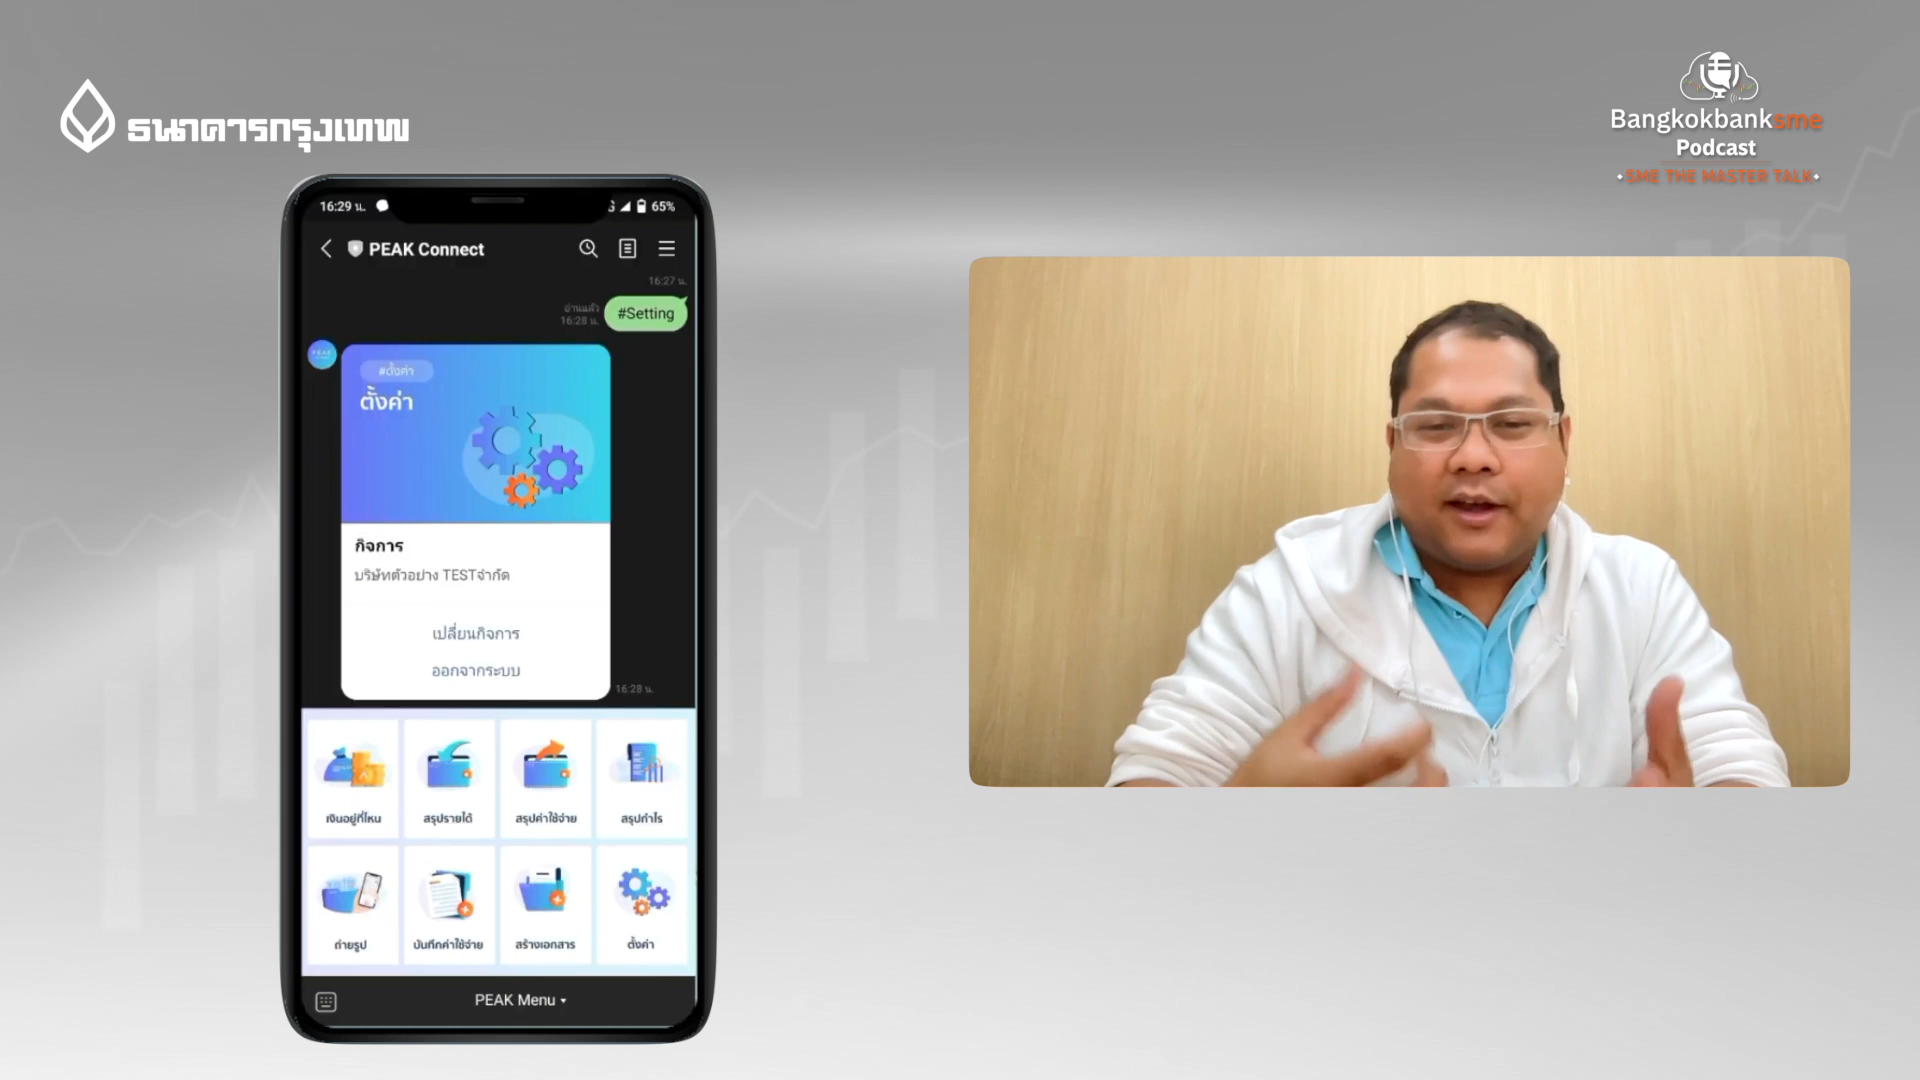 ธนาคารกรุงเทพ
Bangkokbanksme
Podcast
SME THE MASTER TALK
16:29 น.
65%
PEAK Connect
16:27 น.
อ่านแล้ว
16:28 น.
#Setting
PEAK
#ตั้งค่า
ตั้งค่า
กิจการ
บริษัทตัวอย่าง TESTจำกัด
เปลี่ยนกิจการ
ออกจากระบบ
16:28 น.
เงินอยู่ที่ไหน
สรุปรายได้
สรุปค่าใช้จ่าย
สรุปกำไร
ถ่ายรูป
บันทึกค่าใช้จ่าย
สร้างเอกสาร
ตั้งค่า
PEAK Menu